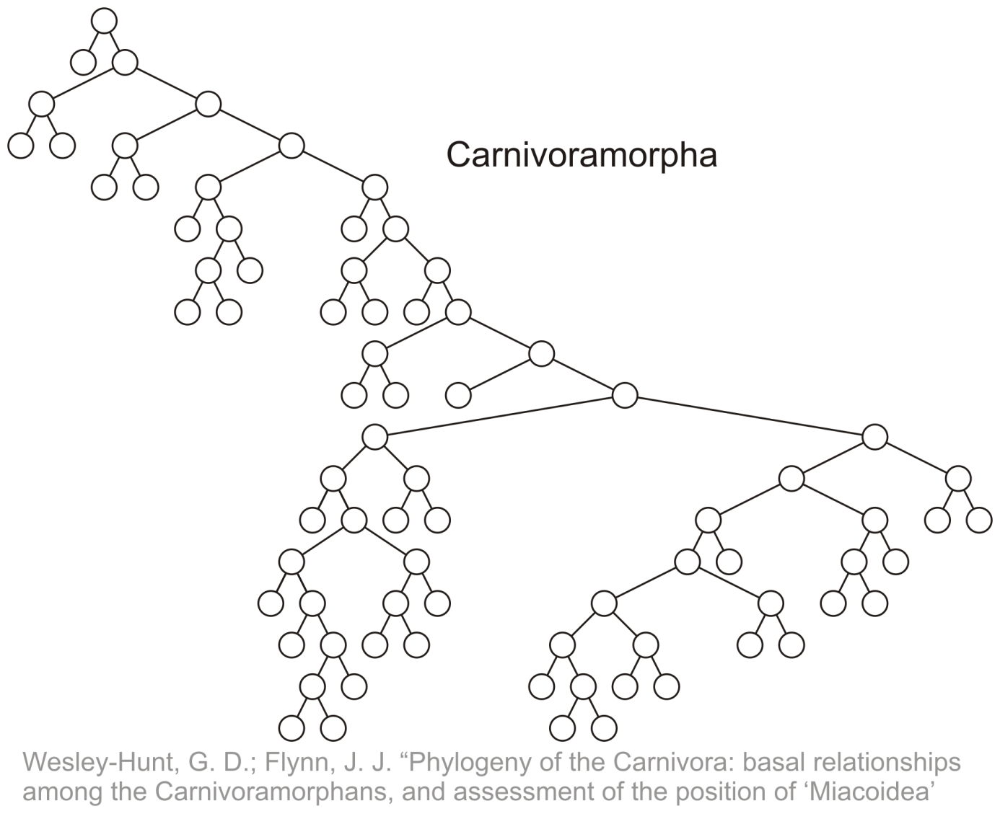 Carnivoramorpha
Wesley-Hunt, G. D.; Flynn, J. J. “Phylogeny of the Carnivora: basal relationships
among the Carnivoramorphans, and assessment of the position of ‘Miacoidea’